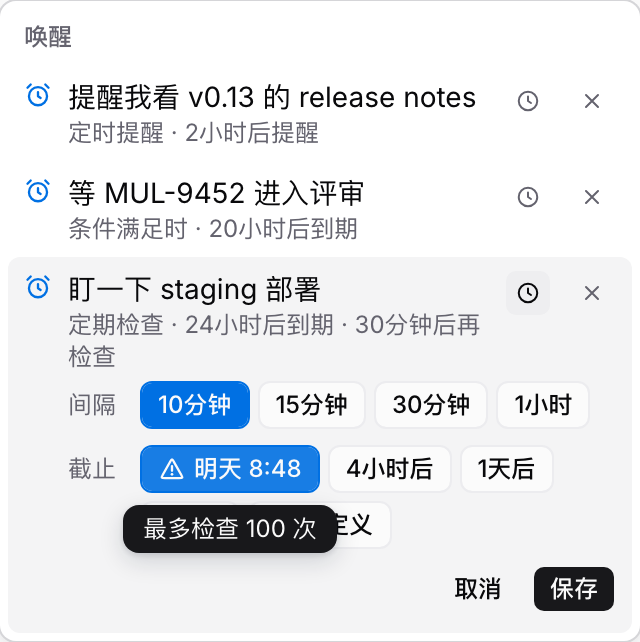 唤醒
提醒我看 v0.13 的 release notes
定时提醒 · 2小时后提醒
等 MUL-9452 进入评审
条件满足时 · 20小时后到期
盯一下 staging 部署
定期检查 · 24小时后到期 · 30分钟后再
检查
间隔 10分钟 15分钟 30分钟 1小时
截止 明天 8:48 4小时后 1天后
最多检查 100 次 定义
取消 保存